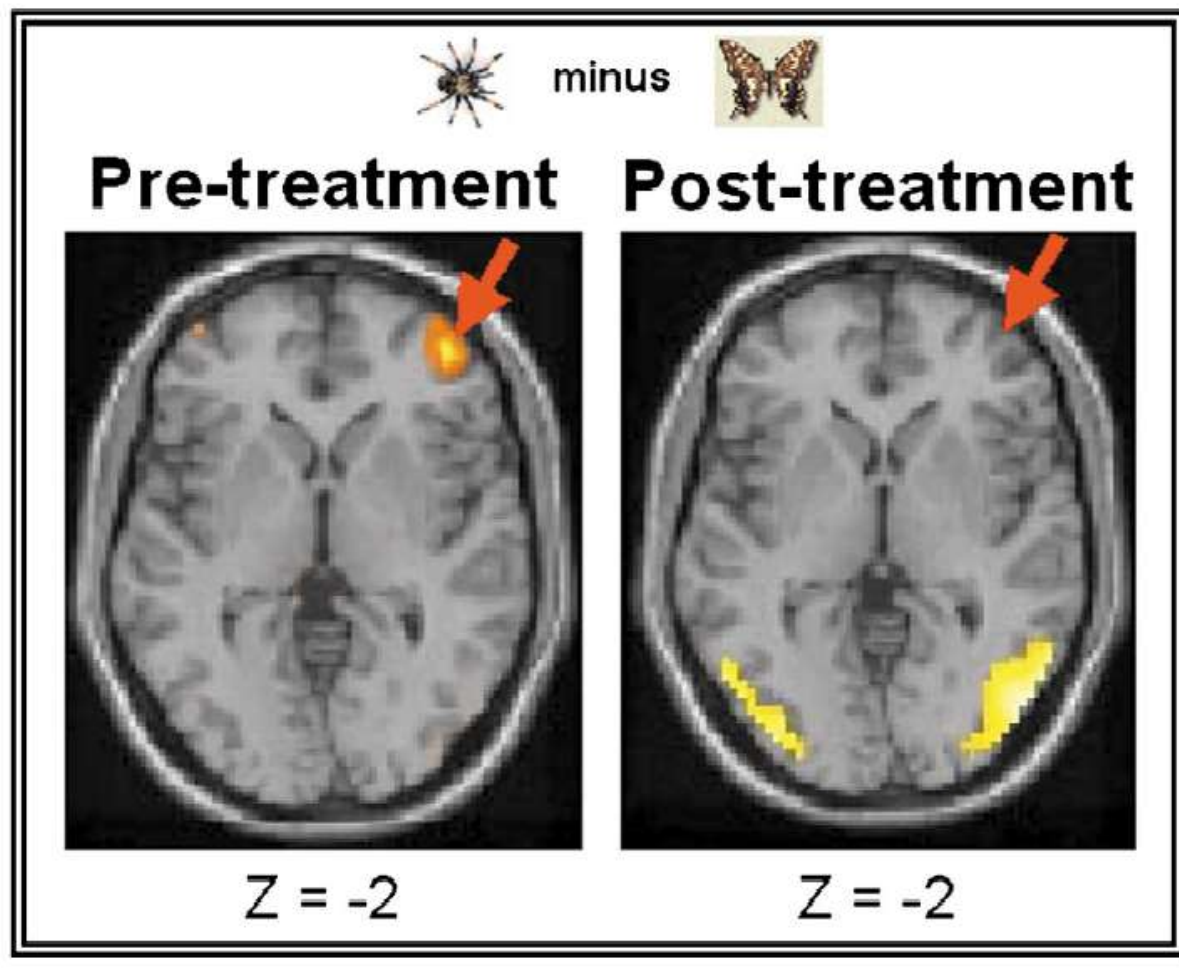 minus
Pre-treatment Post-treatment
Z = -2 Z = -2